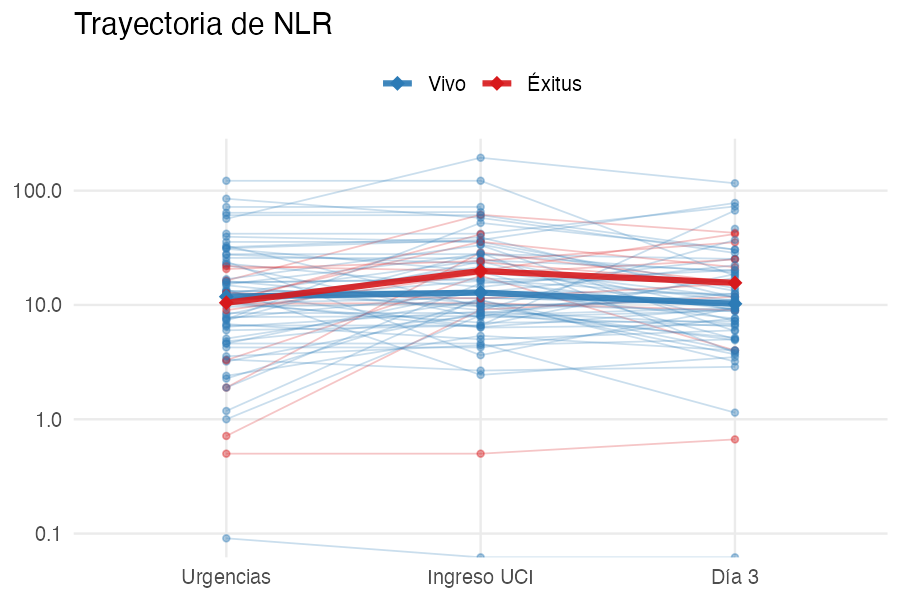 Trayectoria de NLR
Vivo Éxitus
100.0
10.0
1.0
0.1
Urgencias Ingreso UCI Día 3